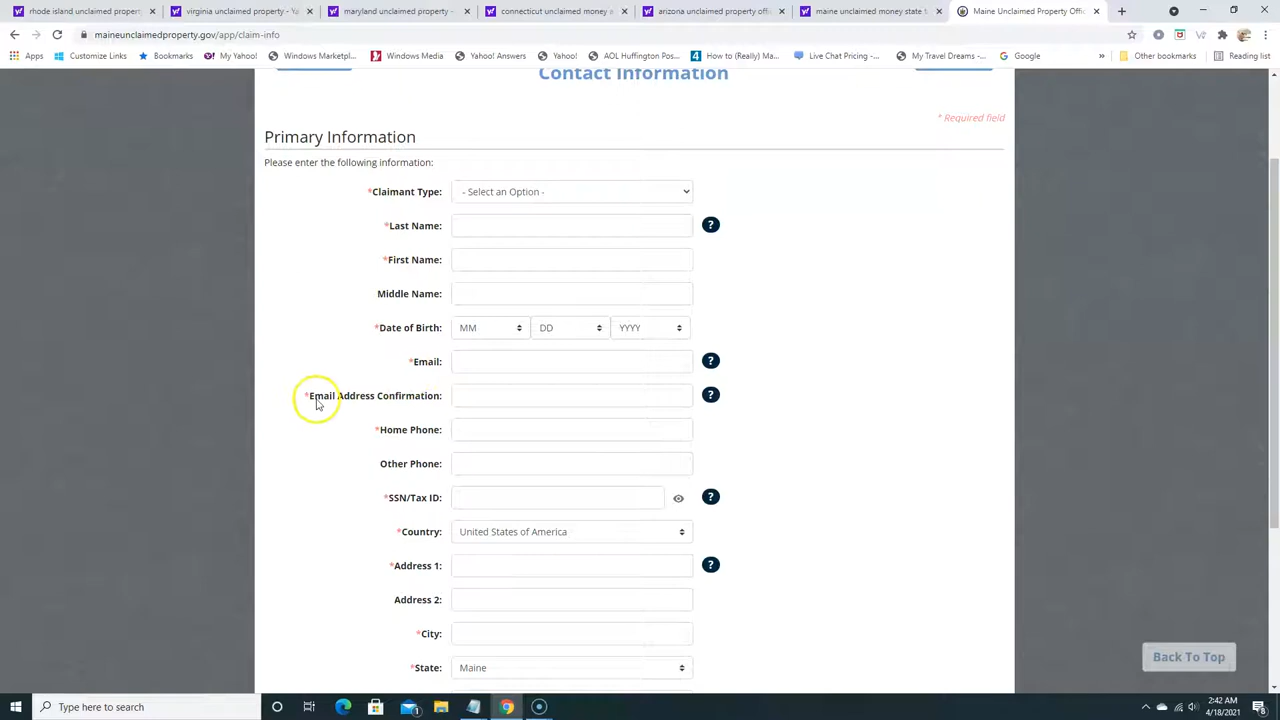 rhode island unclaimed property
virginia unclaimed property - Ya
maryland unclaimed property -
connecticut unclaimed money s
arizona unclaimed property offi
maine unclaimed money state f
Maine Unclaimed Property Offic
maineunclaimedproperty.gov/app/claim-info
Apps
Customize Links
Bookmarks
My Yahoo!
Windows Marketpl...
Windows Media
Yahoo! Answers
Yahoo!
AOL Huffington Pos...
How to (Really) Ma...
Live Chat Pricing -...
My Travel Dreams -...
Google
»
Other bookmarks
Reading list
Contact Information
* Required field
Primary Information
Please enter the following information:
*Claimant Type: - Select an Option -
*Last Name: ?
*First Name:
Middle Name:
*Date of Birth: MM DD YYYY
*Email: ?
*Email Address Confirmation: ?
*Home Phone:
Other Phone:
*SSN/Tax ID: ?
*Country: United States of America
*Address 1: ?
Address 2:
*City:
*State: Maine
Back To Top
Type here to search
2:42 AM
4/18/2021